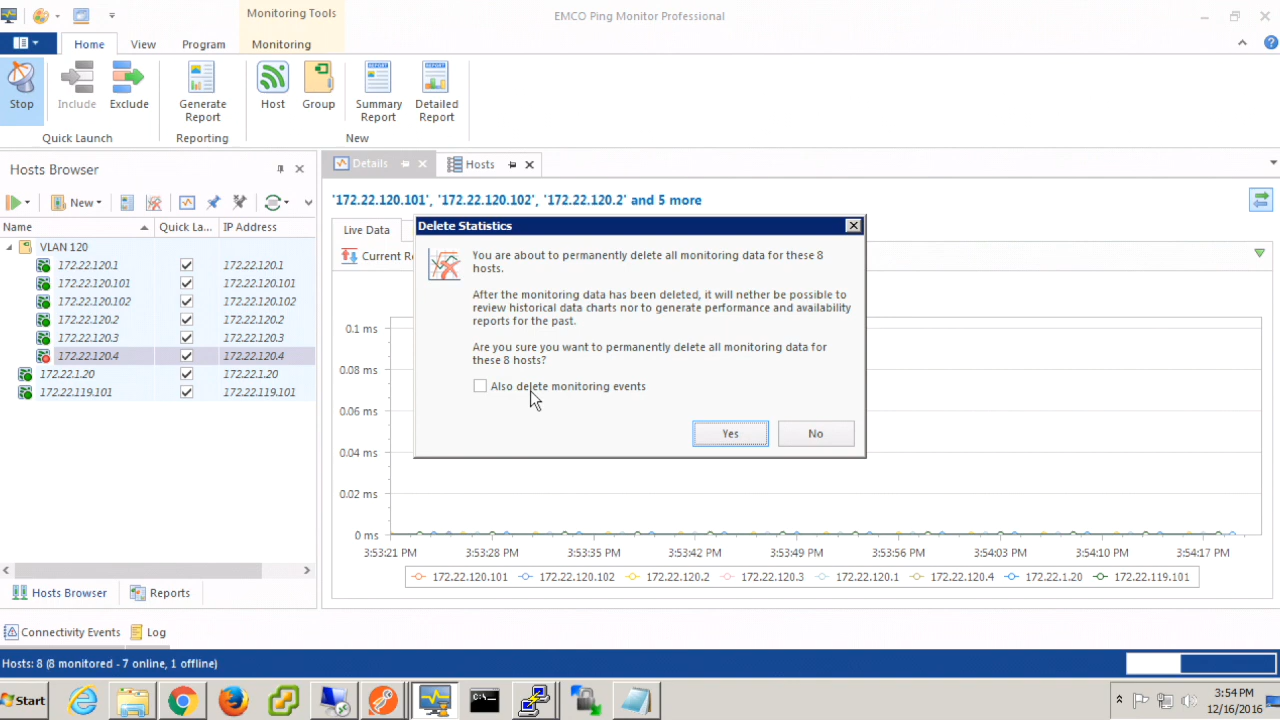 Monitoring Tools
EMCO Ping Monitor Professional
Home
View
Program
Monitoring
Stop
Include
Exclude
Generate
Report
Host
Group
Summary
Report
Detailed
Report
Quick Launch
Reporting
New
Hosts Browser
New
Name
Quick La...
IP Address
VLAN 120
172.22.120.1 172.22.120.1
172.22.120.101 172.22.120.101
172.22.120.102 172.22.120.102
172.22.120.2 172.22.120.2
172.22.120.3 172.22.120.3
172.22.120.4 172.22.120.4
172.22.1.20 172.22.1.20
172.22.119.101 172.22.119.101
Hosts Browser
Reports
Details
Hosts
'172.22.120.101', '172.22.120.102', '172.22.120.2' and 5 more
Live Data
Current Re
Delete Statistics
You are about to permanently delete all monitoring data for these 8
hosts.
After the monitoring data has been deleted, it will nether be possible to
review historical data charts nor to generate performance and availability
reports for the past.
Are you sure you want to permanently delete all monitoring data for
these 8 hosts?
Also delete monitoring events
Yes
No
0.1 ms
0.08 ms
0.06 ms
0.04 ms
0.02 ms
0 ms
3:53:21 PM 3:53:28 PM 3:53:35 PM 3:53:42 PM 3:53:49 PM 3:53:56 PM 3:54:03 PM 3:54:10 PM 3:54:17 PM
172.22.120.101 172.22.120.102 172.22.120.2 172.22.120.3 172.22.120.1 172.22.120.4 172.22.1.20 172.22.119.101
Connectivity Events
Log
Hosts: 8 (8 monitored - 7 online, 1 offline)
Start
3:54 PM
12/16/2016